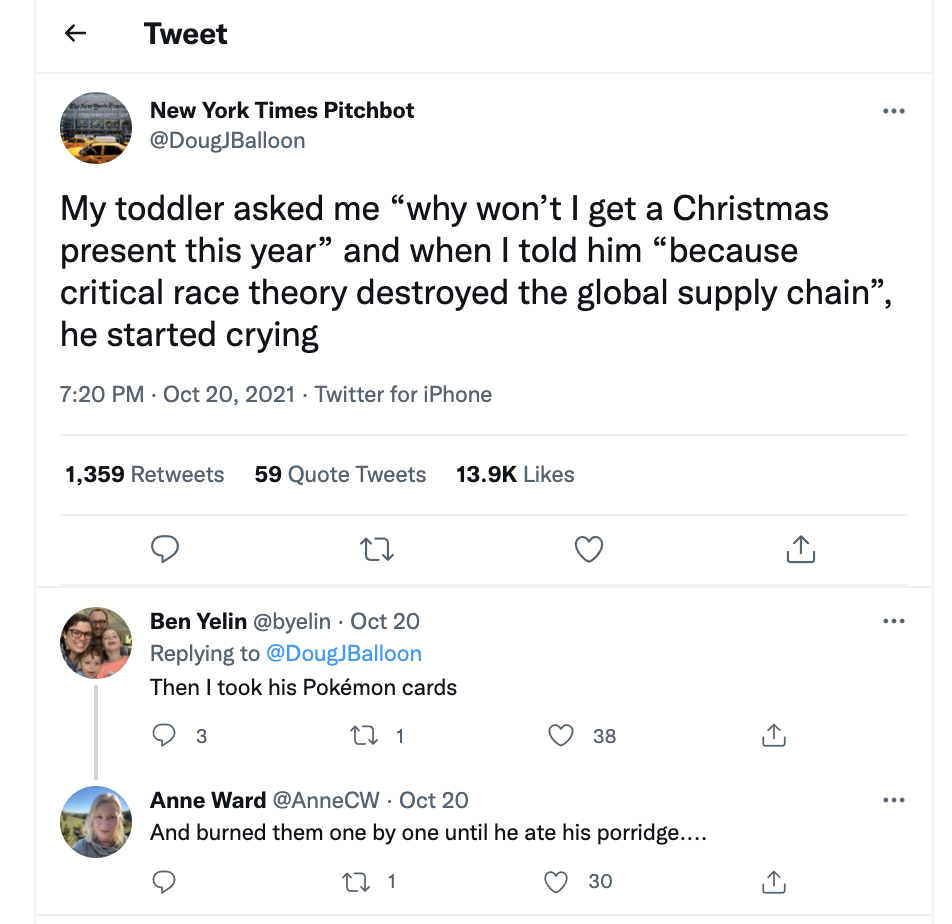 ← Tweet
New York Times Pitchbot
@DougJBalloon
My toddler asked me “why won’t I get a Christmas
present this year” and when I told him “because
critical race theory destroyed the global supply chain”,
he started crying
7:20 PM · Oct 20, 2021 · Twitter for iPhone
1,359 Retweets 59 Quote Tweets 13.9K Likes
Ben Yelin @byelin · Oct 20
Replying to @DougJBalloon
Then I took his Pokémon cards
3 1 38
Anne Ward @AnneCW · Oct 20
And burned them one by one until he ate his porridge....
1 30